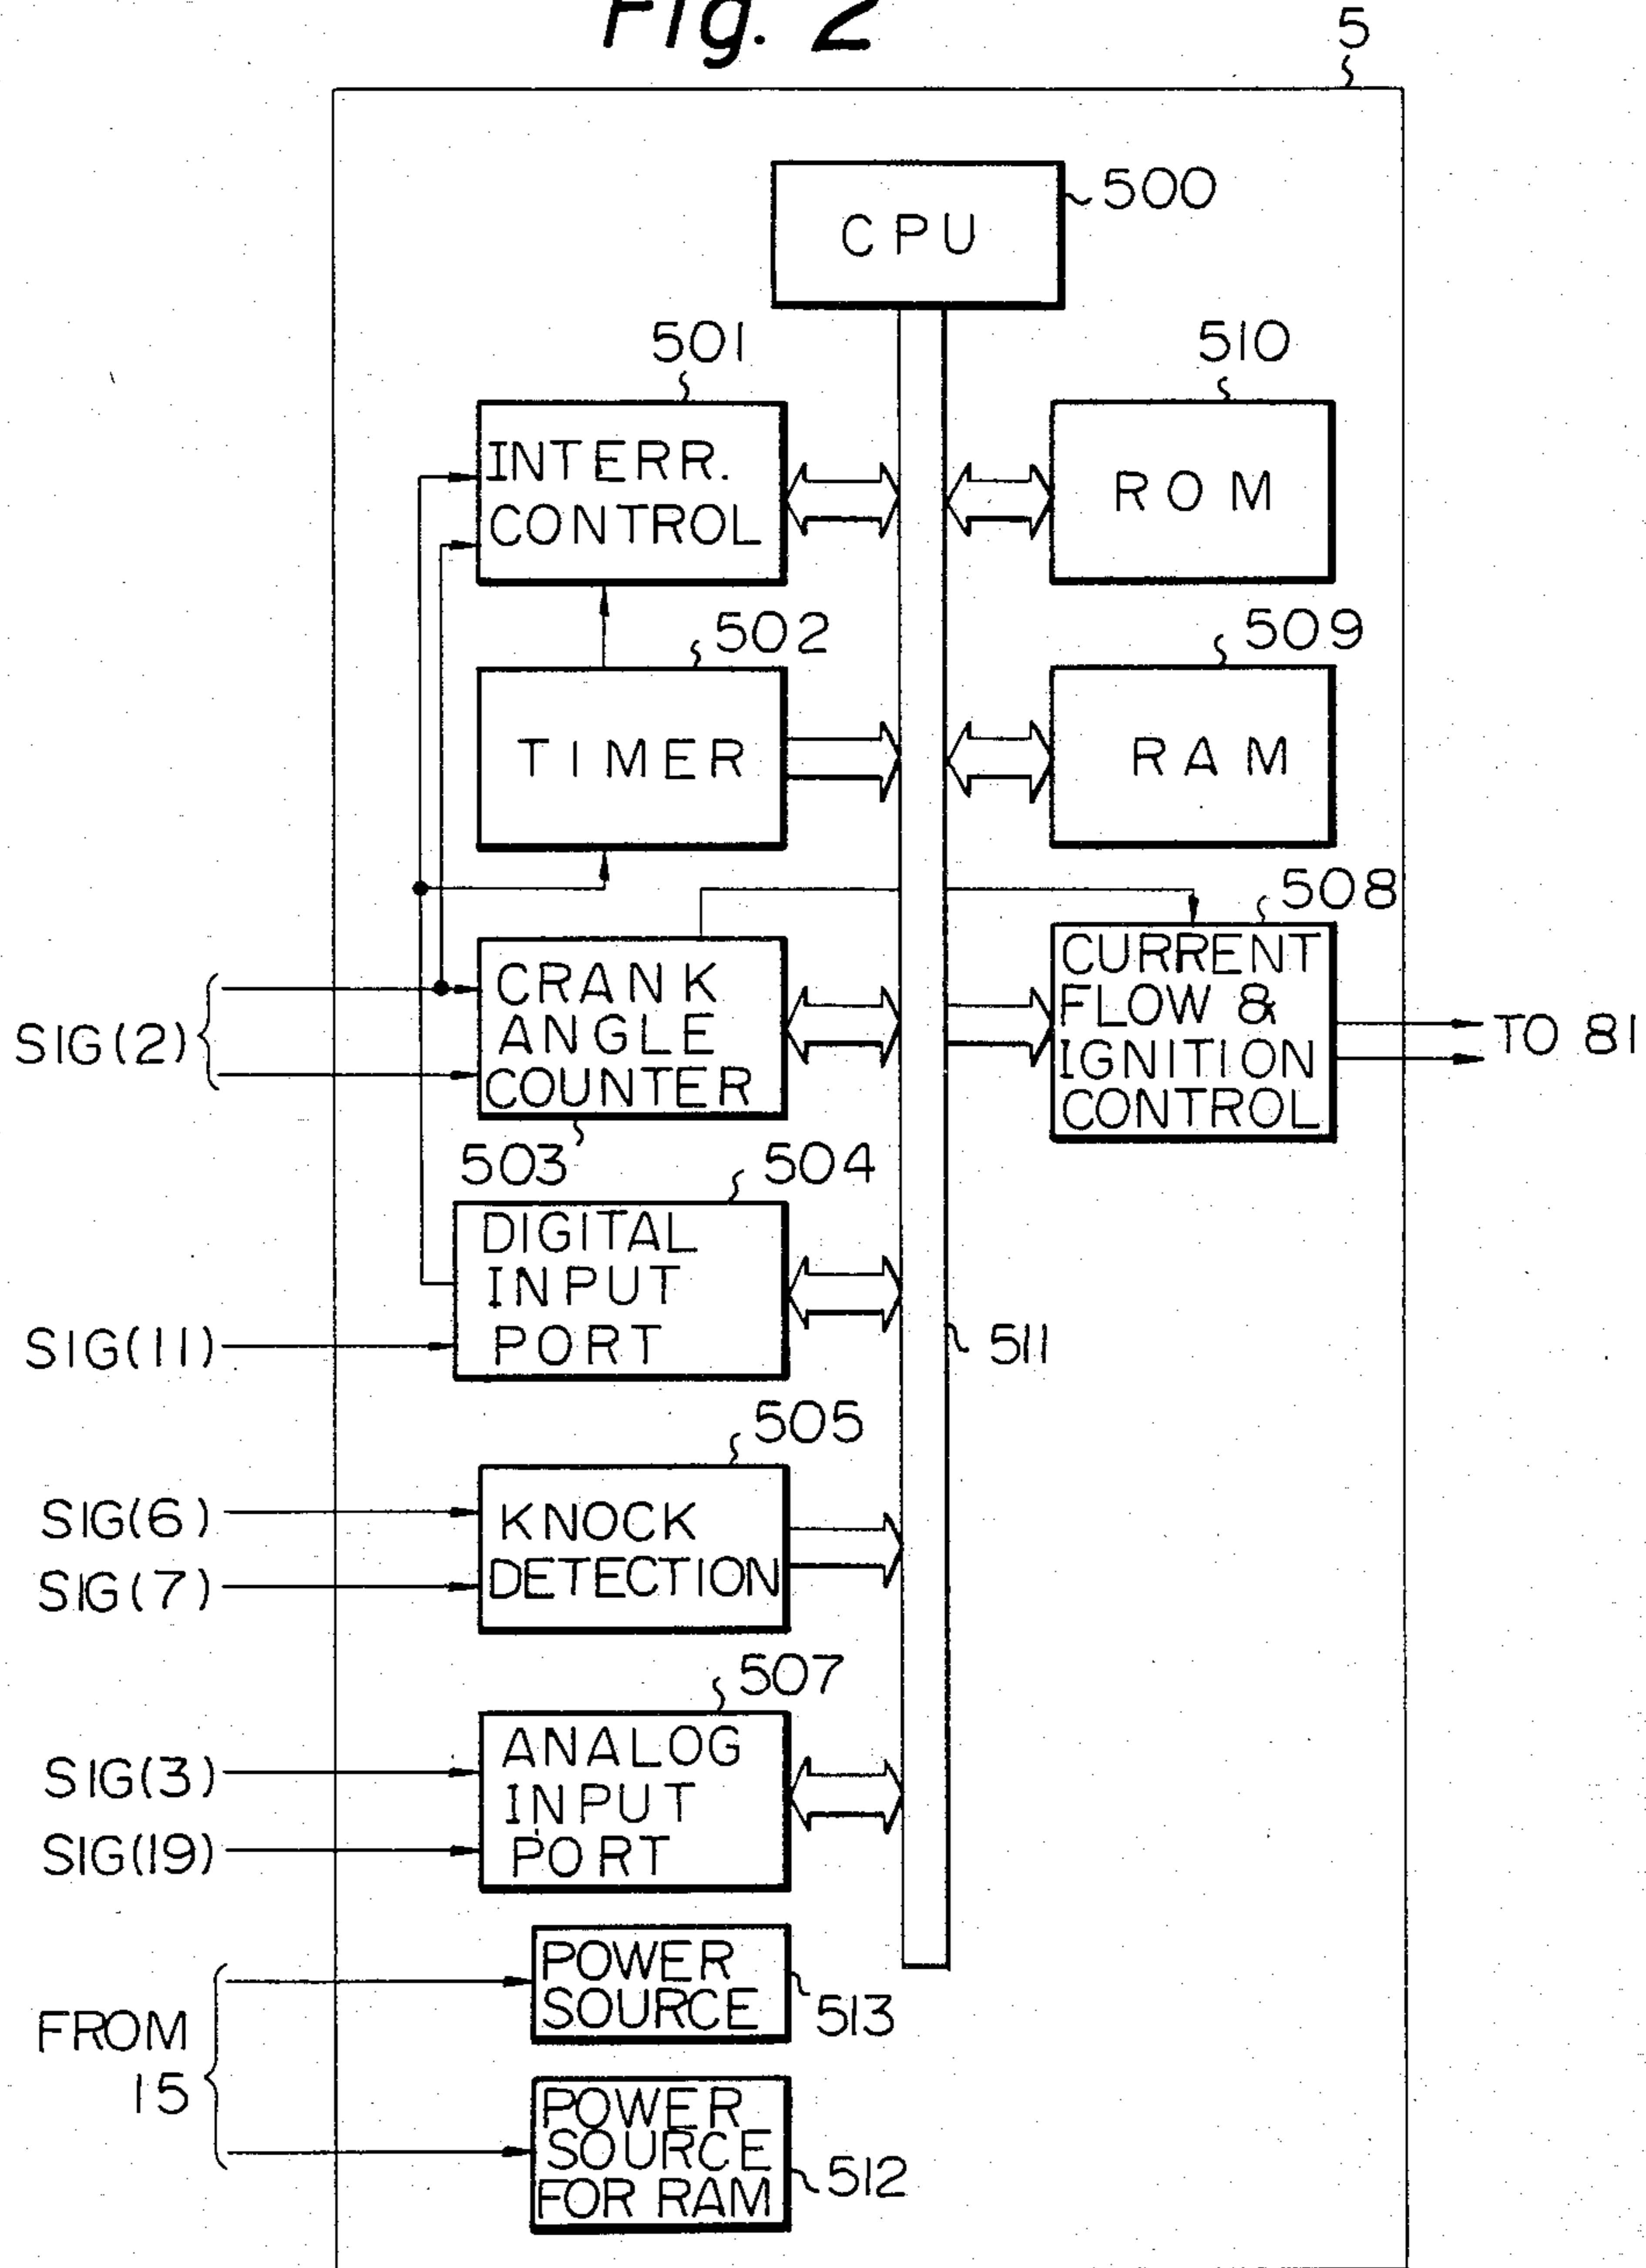 Fig. 2
5
CPU
500
501
510
INTERR.
CONTROL
ROM
502
509
TIMER
RAM
508
CRANK
ANGLE
COUNTER
CURRENT
FLOW &
IGNITION
CONTROL
SIG(2)
TO 81
503
504
DIGITAL
INPUT
PORT
SIG(11)
511
505
SIG(6)
KNOCK
DETECTION
SIG(7)
507
SIG(3)
ANALOG
INPUT
PORT
SIG(19)
POWER
SOURCE
513
FROM
15
POWER
SOURCE
FOR RAM
512